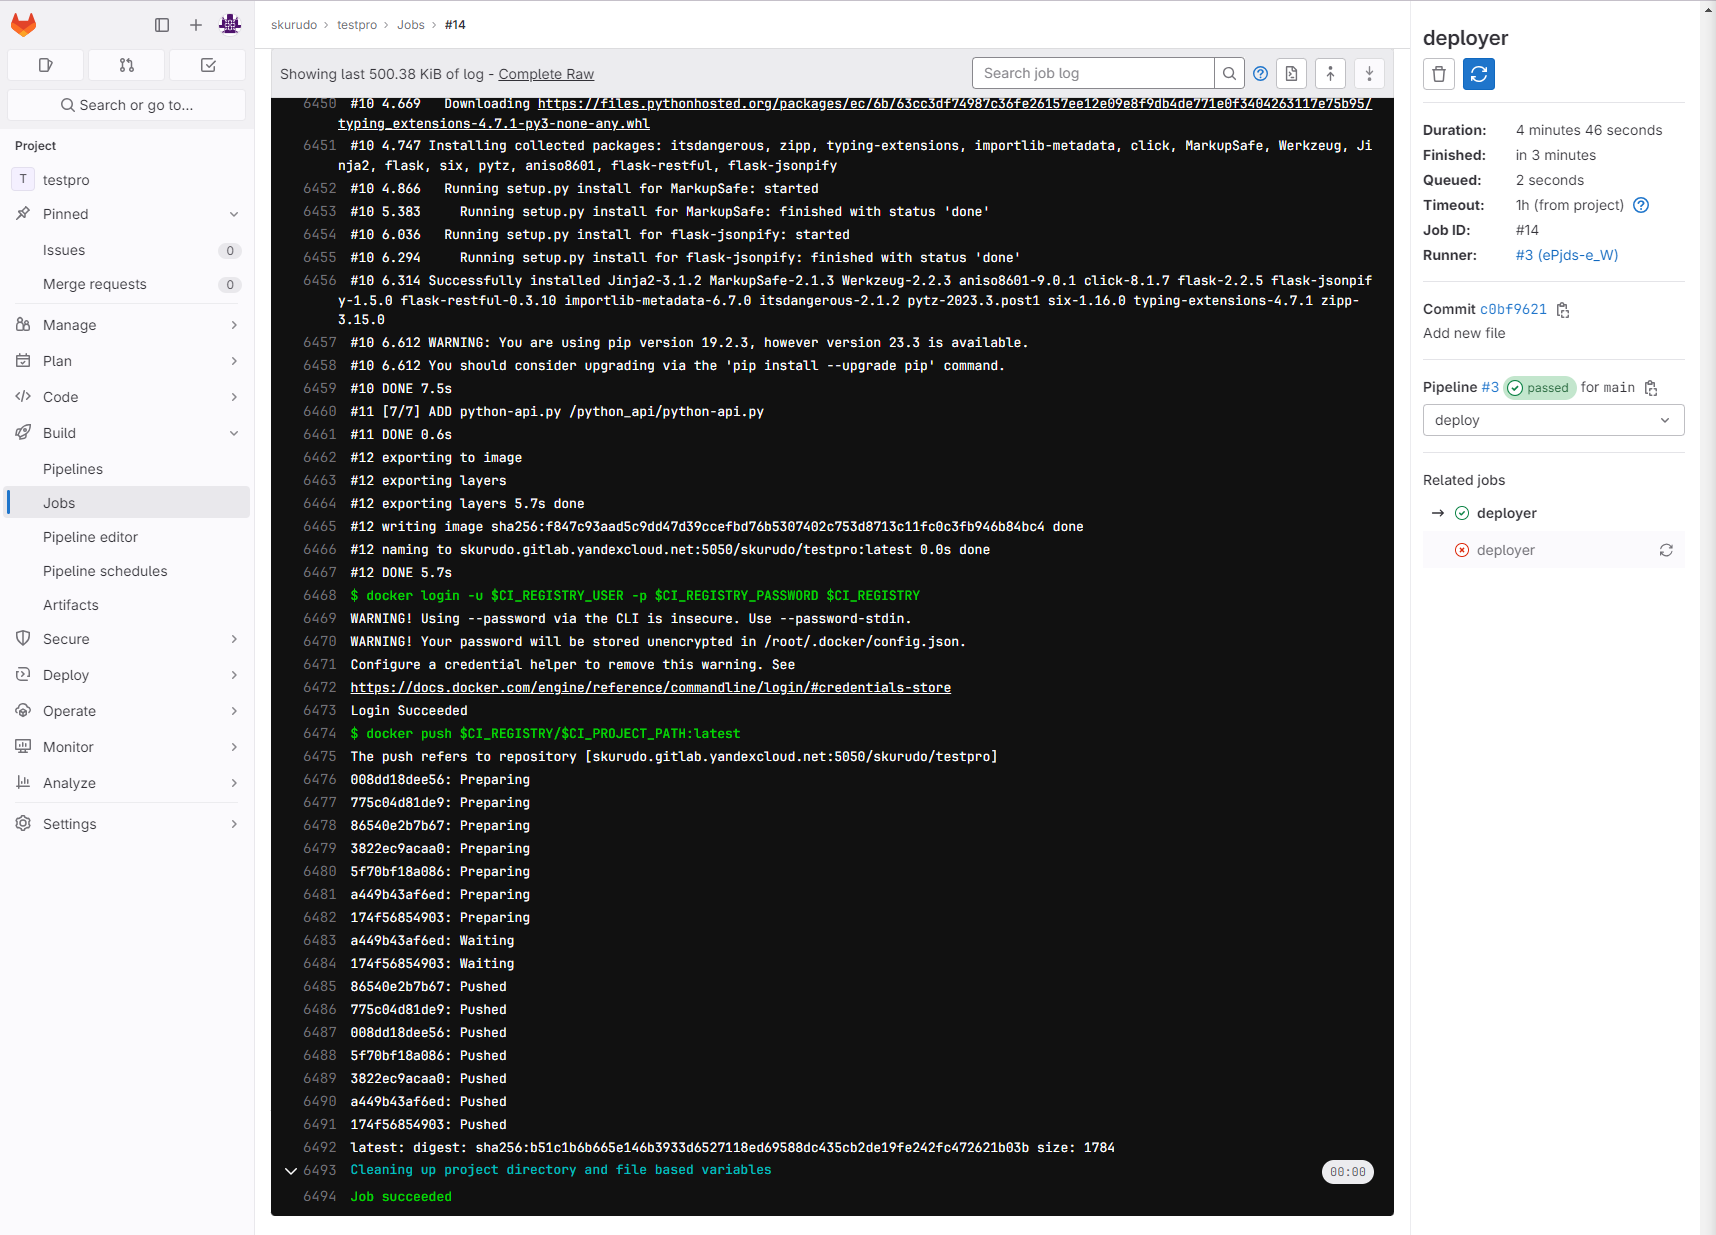 skurudo › testpro › Jobs › #14
Search or go to...
Project
T testpro
Pinned
Issues 0
Merge requests 0
Manage
Plan
Code
Build
Pipelines
Jobs
Pipeline editor
Pipeline schedules
Artifacts
Secure
Deploy
Operate
Monitor
Analyze
Settings
Showing last 500.38 KiB of log - Complete Raw
Search job log
6450 #10 4.669   Downloading https://files.pythonhosted.org/packages/ec/6b/63cc3df74987c36fe26157ee12e09e8f9db4de771e0f3404263117e75b95/
typing_extensions-4.7.1-py3-none-any.whl
6451 #10 4.747 Installing collected packages: itsdangerous, zipp, typing-extensions, importlib-metadata, click, MarkupSafe, Werkzeug, Ji
nja2, flask, six, pytz, aniso8601, flask-restful, flask-jsonpify
6452 #10 4.866   Running setup.py install for MarkupSafe: started
6453 #10 5.383     Running setup.py install for MarkupSafe: finished with status 'done'
6454 #10 6.036   Running setup.py install for flask-jsonpify: started
6455 #10 6.294     Running setup.py install for flask-jsonpify: finished with status 'done'
6456 #10 6.314 Successfully installed Jinja2-3.1.2 MarkupSafe-2.1.3 Werkzeug-2.2.3 aniso8601-9.0.1 click-8.1.7 flask-2.2.5 flask-jsonpif
y-1.5.0 flask-restful-0.3.10 importlib-metadata-6.7.0 itsdangerous-2.1.2 pytz-2023.3.post1 six-1.16.0 typing-extensions-4.7.1 zipp-
3.15.0
6457 #10 6.612 WARNING: You are using pip version 19.2.3, however version 23.3 is available.
6458 #10 6.612 You should consider upgrading via the 'pip install --upgrade pip' command.
6459 #10 DONE 7.5s
6460 #11 [7/7] ADD python-api.py /python_api/python-api.py
6461 #11 DONE 0.6s
6462 #12 exporting to image
6463 #12 exporting layers
6464 #12 exporting layers 5.7s done
6465 #12 writing image sha256:f847c93aad5c9dd47d39ccefbd76b5307402c753d8713c11fc0c3fb946b84bc4 done
6466 #12 naming to skurudo.gitlab.yandexcloud.net:5050/skurudo/testpro:latest 0.0s done
6467 #12 DONE 5.7s
6468 $ docker login -u $CI_REGISTRY_USER -p $CI_REGISTRY_PASSWORD $CI_REGISTRY
6469 WARNING! Using --password via the CLI is insecure. Use --password-stdin.
6470 WARNING! Your password will be stored unencrypted in /root/.docker/config.json.
6471 Configure a credential helper to remove this warning. See
6472 https://docs.docker.com/engine/reference/commandline/login/#credentials-store
6473 Login Succeeded
6474 $ docker push $CI_REGISTRY/$CI_PROJECT_PATH:latest
6475 The push refers to repository [skurudo.gitlab.yandexcloud.net:5050/skurudo/testpro]
6476 008dd18dee56: Preparing
6477 775c04d81de9: Preparing
6478 86540e2b7b67: Preparing
6479 3822ec9acaa0: Preparing
6480 5f70bf18a086: Preparing
6481 a449b43af6ed: Preparing
6482 174f56854903: Preparing
6483 a449b43af6ed: Waiting
6484 174f56854903: Waiting
6485 86540e2b7b67: Pushed
6486 775c04d81de9: Pushed
6487 008dd18dee56: Pushed
6488 5f70bf18a086: Pushed
6489 3822ec9acaa0: Pushed
6490 a449b43af6ed: Pushed
6491 174f56854903: Pushed
6492 latest: digest: sha256:b51c1b6b665e146b3933d6527118ed69588dc435cb2de19fe242fc472621b03b size: 1784
6493 Cleaning up project directory and file based variables 00:00
6494 Job succeeded
deployer
Duration: 4 minutes 46 seconds
Finished: in 3 minutes
Queued: 2 seconds
Timeout: 1h (from project)
Job ID: #14
Runner: #3 (ePjds-e_W)
Commit c0bf9621
Add new file
Pipeline #3 passed for main
deploy
Related jobs
→ deployer
deployer